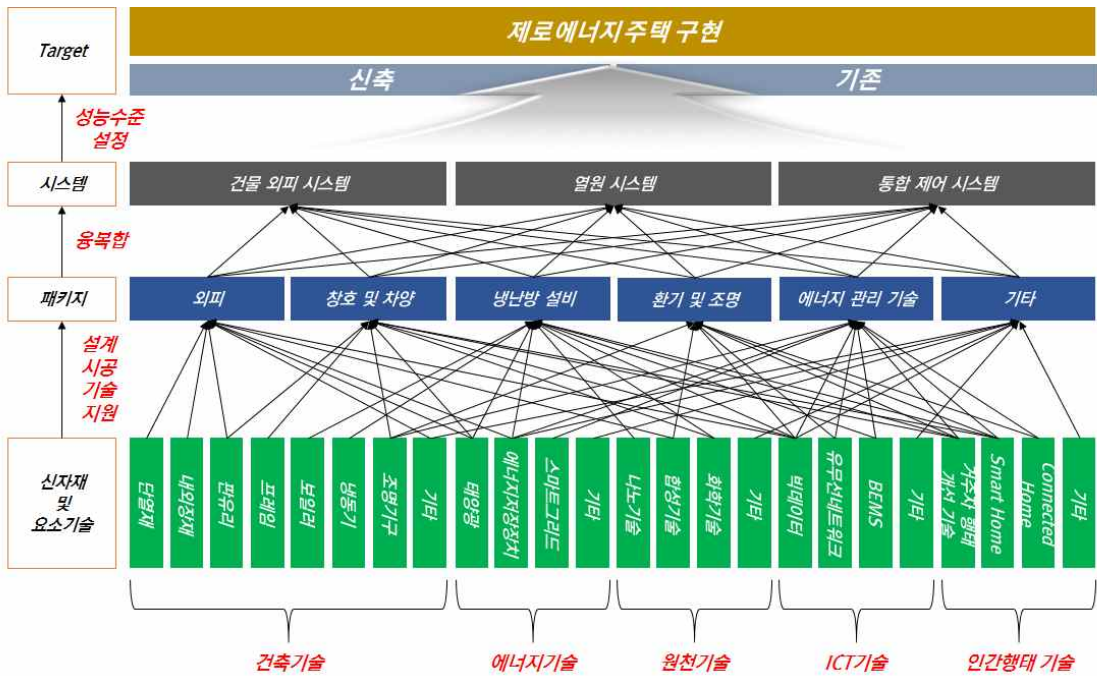 Target
제로에너지주택 구현
신축
기존
성능수준
설정
시스템
건물 외피 시스템
열원 시스템
통합 제어 시스템
융복합
패키지
외피
창호 및 차양
냉난방 설비
환기 및 조명
에너지 관리 기술
기타
설계
시공
기술
지원
신자재
및
요소기술
단열재
내외장재
판유리
프레임
보일러
냉동기
조명기구
기타
태양광
에너지저장장치
스마트그리드
기타
나노기술
합성기술
화학기술
기타
빅데이터
유무선네트워크
BEMS
기타
거주자 행태
개선 기술
Smart Home
Connected
Home
기타
건축기술
에너지기술
원천기술
ICT기술
인간행태 기술